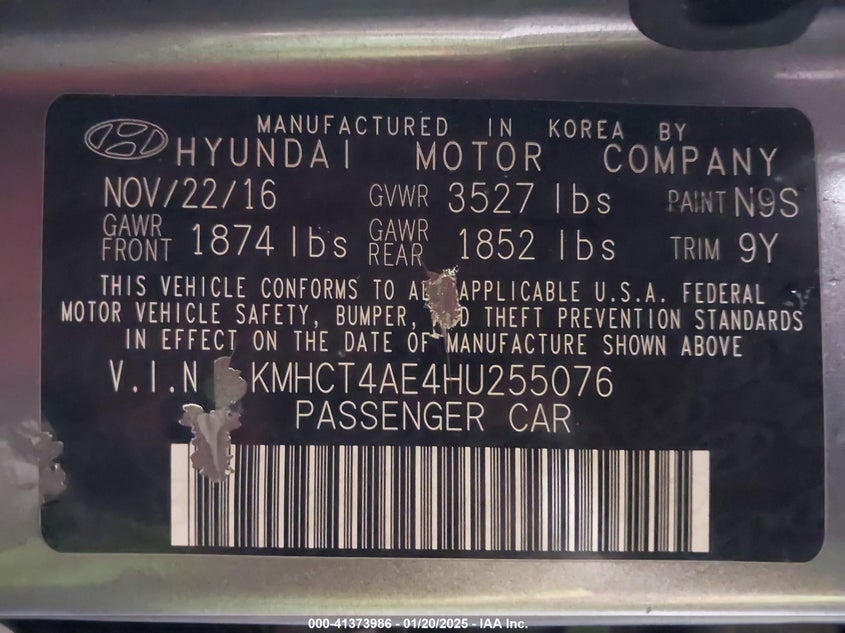 MANUFACTURED IN KOREA BY
HYUNDAI MOTOR COMPANY
NOV/22/16 GVWR 3527 lbs PAINT N9S
GAWR FRONT 1874 lbs GAWR REAR 1852 lbs TRIM 9Y
THIS VEHICLE CONFORMS TO APPLICABLE U.S.A. FEDERAL
MOTOR VEHICLE SAFETY, BUMPER, THEFT PREVENTION STANDARDS
IN EFFECT ON THE DATE OF MANUFACTURE SHOWN ABOVE
V.I.N KMHCT4AE4HU255076
PASSENGER CAR
000-41373986 - 01/20/2025 - IAA Inc.